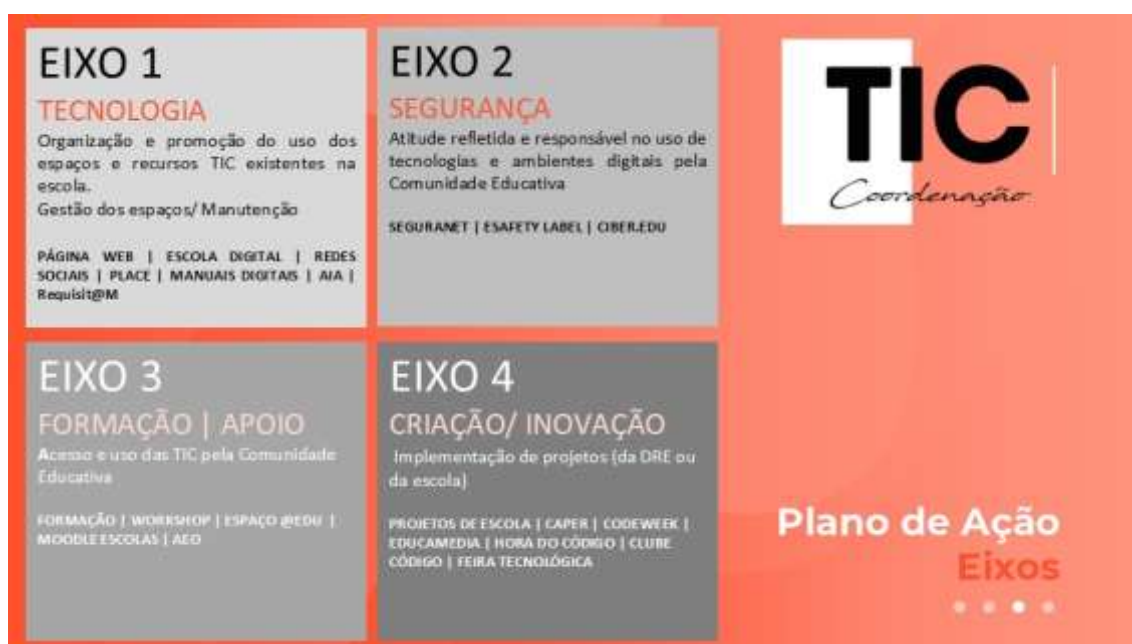 EIXO 1
TECNOLOGIA
Organização e promoção do uso dos
espaços e recursos TIC existentes na
escola.
Gestão dos espaços/ Manutenção
PÁGINA WEB | ESCOLA DIGITAL | REDES
SOCIAIS | PLACE | MANUAIS DIGITAIS | AIA |
Requisit@M
EIXO 2
SEGURANÇA
Atitude refletida e responsável no uso de
tecnologias e ambientes digitais pela
Comunidade Educativa
SEGURANET | ESAFETY LABEL | CIBER.EDU
EIXO 3
FORMAÇÃO | APOIO
Acesso e uso das TIC pela Comunidade
Educativa
FORMAÇÃO | WORKSHOP | ESPAÇO @EDU |
MOODLE ESCOLAS | AEO
EIXO 4
CRIAÇÃO/ INOVAÇÃO
Implementação de projetos (da DRE ou
da escola)
PROJETOS DE ESCOLA | CAPER | CODEWEEK |
EDUCAMEDIA | HORA DO CÓDIGO | CLUBE
CÓDIGO | FEIRA TECNOLÓGICA
TIC
Coordenação
Plano de Ação
Eixos